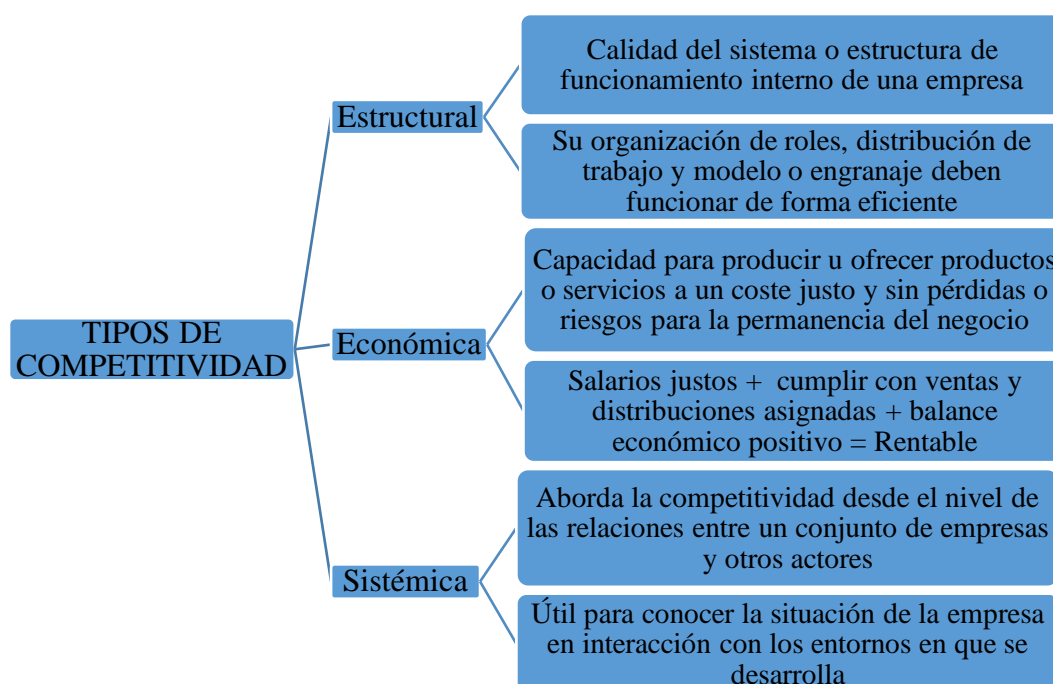 TIPOS DE
COMPETITIVIDAD
Estructural
Calidad del sistema o estructura de
funcionamiento interno de una empresa
Su organización de roles, distribución de
trabajo y modelo o engranaje deben
funcionar de forma eficiente
Económica
Capacidad para producir u ofrecer productos
o servicios a un coste justo y sin pérdidas o
riesgos para la permanencia del negocio
Salarios justos + cumplir con ventas y
distribuciones asignadas + balance
económico positivo = Rentable
Sistémica
Aborda la competitividad desde el nivel de
las relaciones entre un conjunto de empresas
y otros actores
Útil para conocer la situación de la empresa
en interacción con los entornos en que se
desarrolla